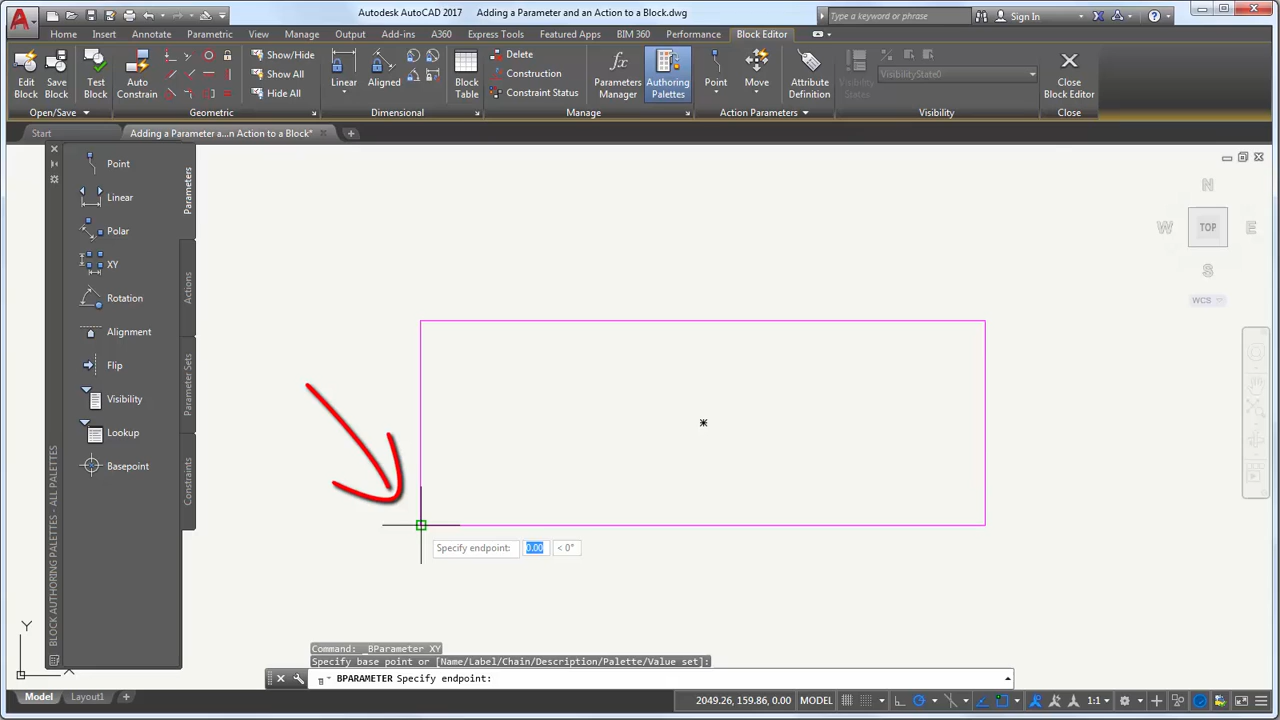 Autodesk AutoCAD 2017 Adding a Parameter and an Action to a Block.dwg
Type a keyword or phrase
Sign In
Home Insert Annotate Parametric View Manage Output Add-ins A360 Express Tools Featured Apps BIM 360 Performance Block Editor
Edit Block
Save Block
Test Block
Auto Constrain
Show/Hide
Show All
Hide All
Linear
Aligned
Block Table
Delete
Construction
Constraint Status
fx
Parameters Manager
Authoring Palettes
Point
Move
Attribute Definition
Visibility States
VisibilityState0
Close Block Editor
Open/Save
Geometric
Dimensional
Manage
Action Parameters
Visibility
Close
Start
Adding a Parameter a...n Action to a Block*
Point
Linear
Polar
XY
Rotation
Alignment
Flip
Visibility
Lookup
Basepoint
Parameters
Actions
Parameter Sets
Constraints
BLOCK AUTHORING PALETTES - ALL PALETTES
N
W
TOP
E
S
WCS
Specify endpoint: 0.00 < 0°
Y
X
Command: _BParameter XY
Specify base point or [Name/Label/Chain/Description/Palette/Value set]:
BPARAMETER Specify endpoint:
Model
Layout1
2049.26, 159.86, 0.00
MODEL
1:1